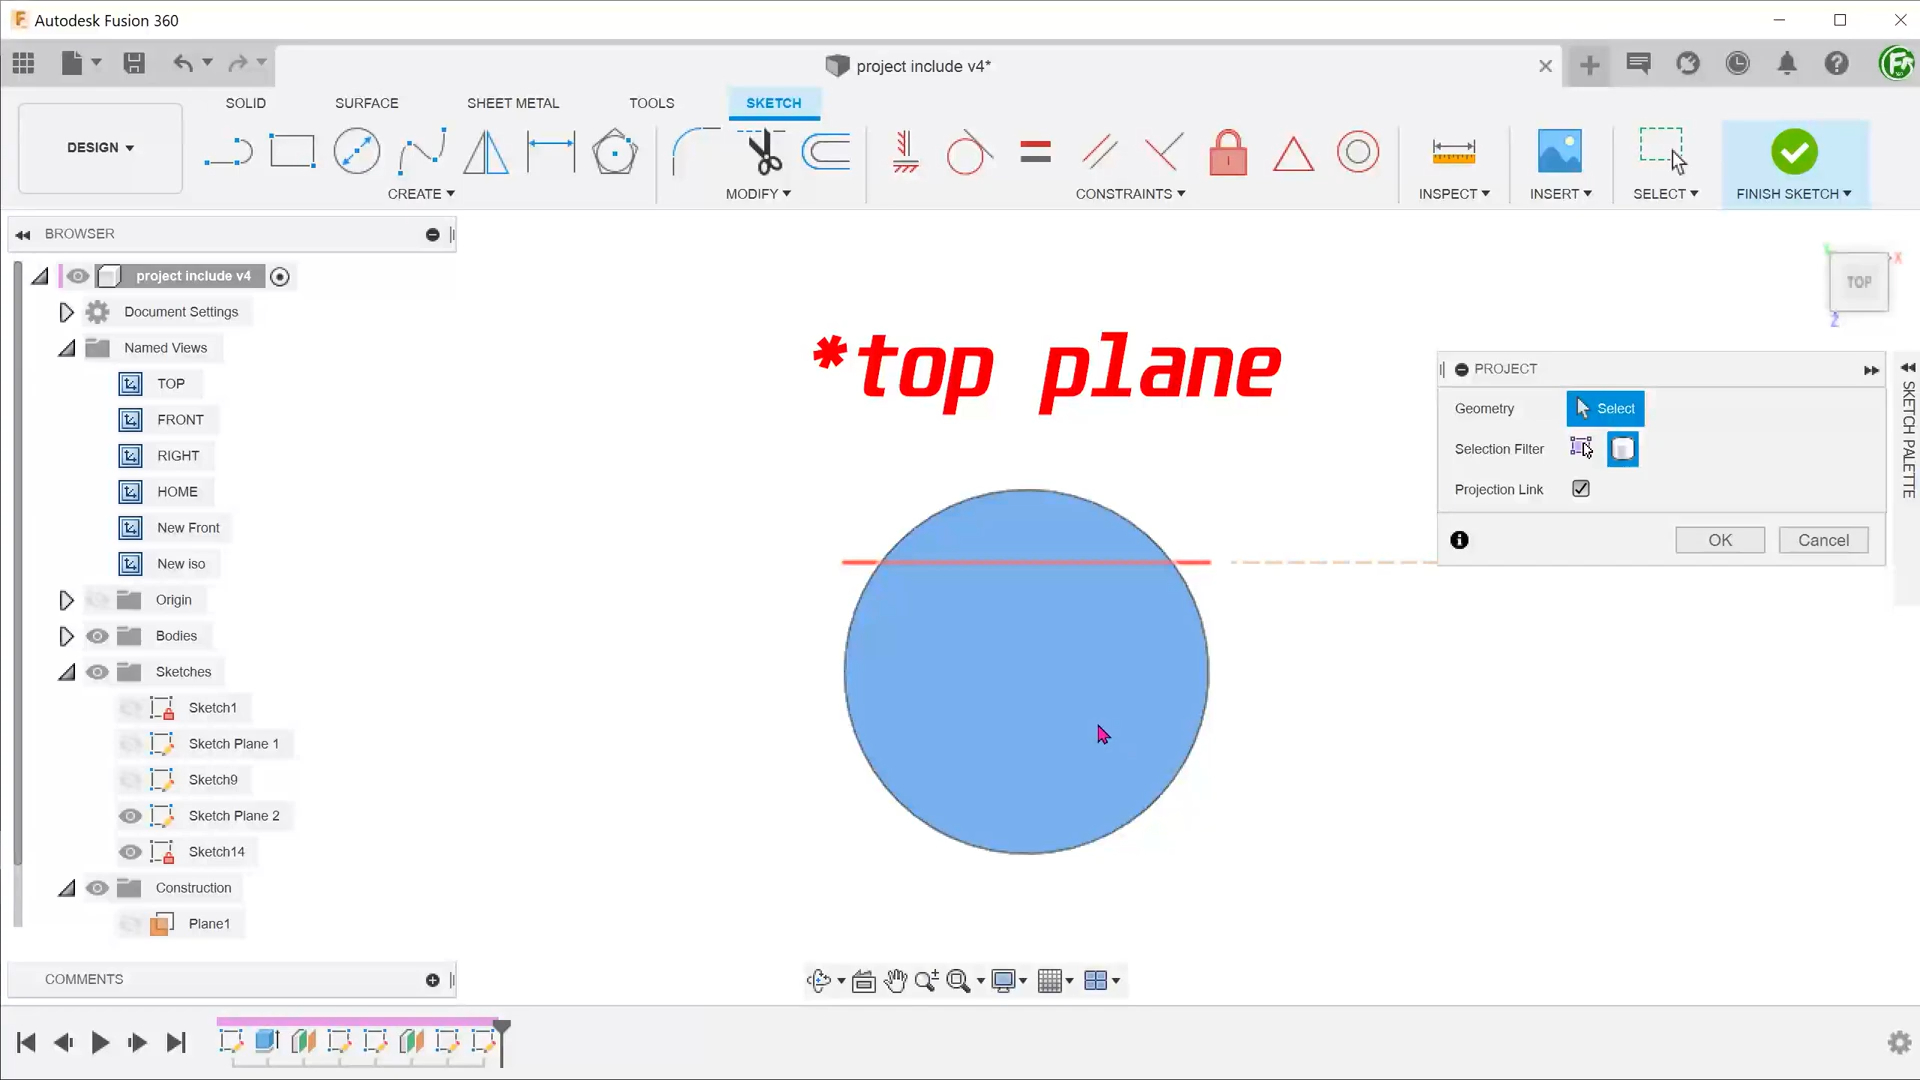 Autodesk Fusion 360
project include v4*
DESIGN
SOLID
SURFACE
SHEET METAL
TOOLS
SKETCH
CREATE
MODIFY
CONSTRAINTS
INSPECT
INSERT
SELECT
FINISH SKETCH
BROWSER
project include v4
Document Settings
Named Views
TOP
FRONT
RIGHT
HOME
New Front
New iso
Origin
Bodies
Sketches
Sketch1
Sketch Plane 1
Sketch9
Sketch Plane 2
Sketch14
Construction
Plane1
COMMENTS
*top plane
TOP
X
Z
PROJECT
Geometry
Select
Selection Filter
Projection Link
OK
Cancel
SKETCH PALETTE